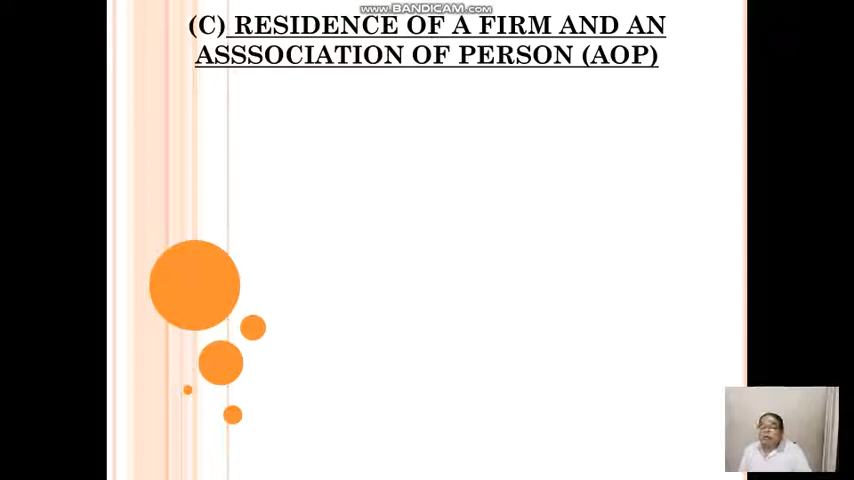 WWW.BANDICAM.COM
(C) RESIDENCE OF A FIRM AND AN
ASSSOCIATION OF PERSON (AOP)